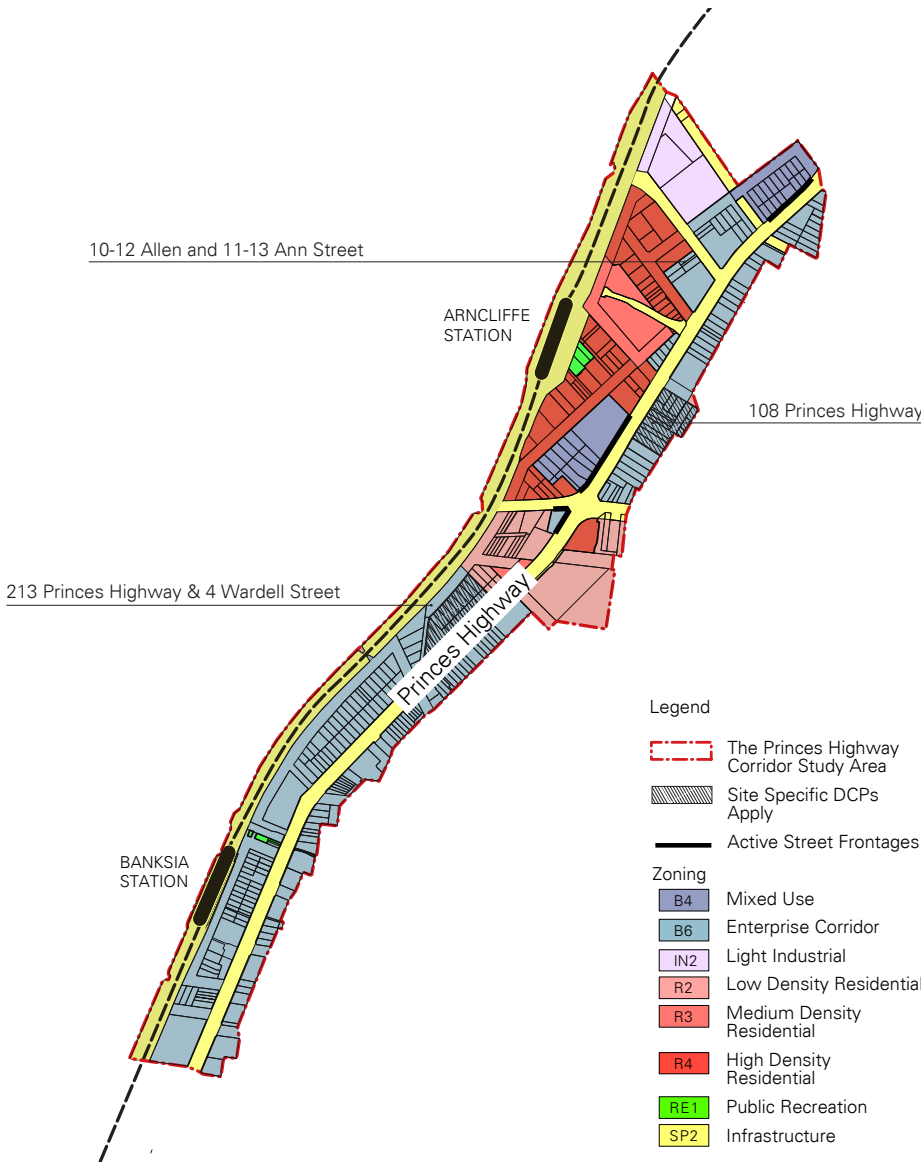 10-12 Allen and 11-13 Ann Street
ARNCLIFFE
STATION
108 Princes Highway
213 Princes Highway & 4 Wardell Street
Princes Highway
BANKSIA
STATION
Legend
The Princes Highway
Corridor Study Area
Site Specific DCPs
Apply
Active Street Frontages
Zoning
B4 Mixed Use
B6 Enterprise Corridor
IN2 Light Industrial
R2 Low Density Residential
R3 Medium Density
Residential
R4 High Density
Residential
RE1 Public Recreation
SP2 Infrastructure